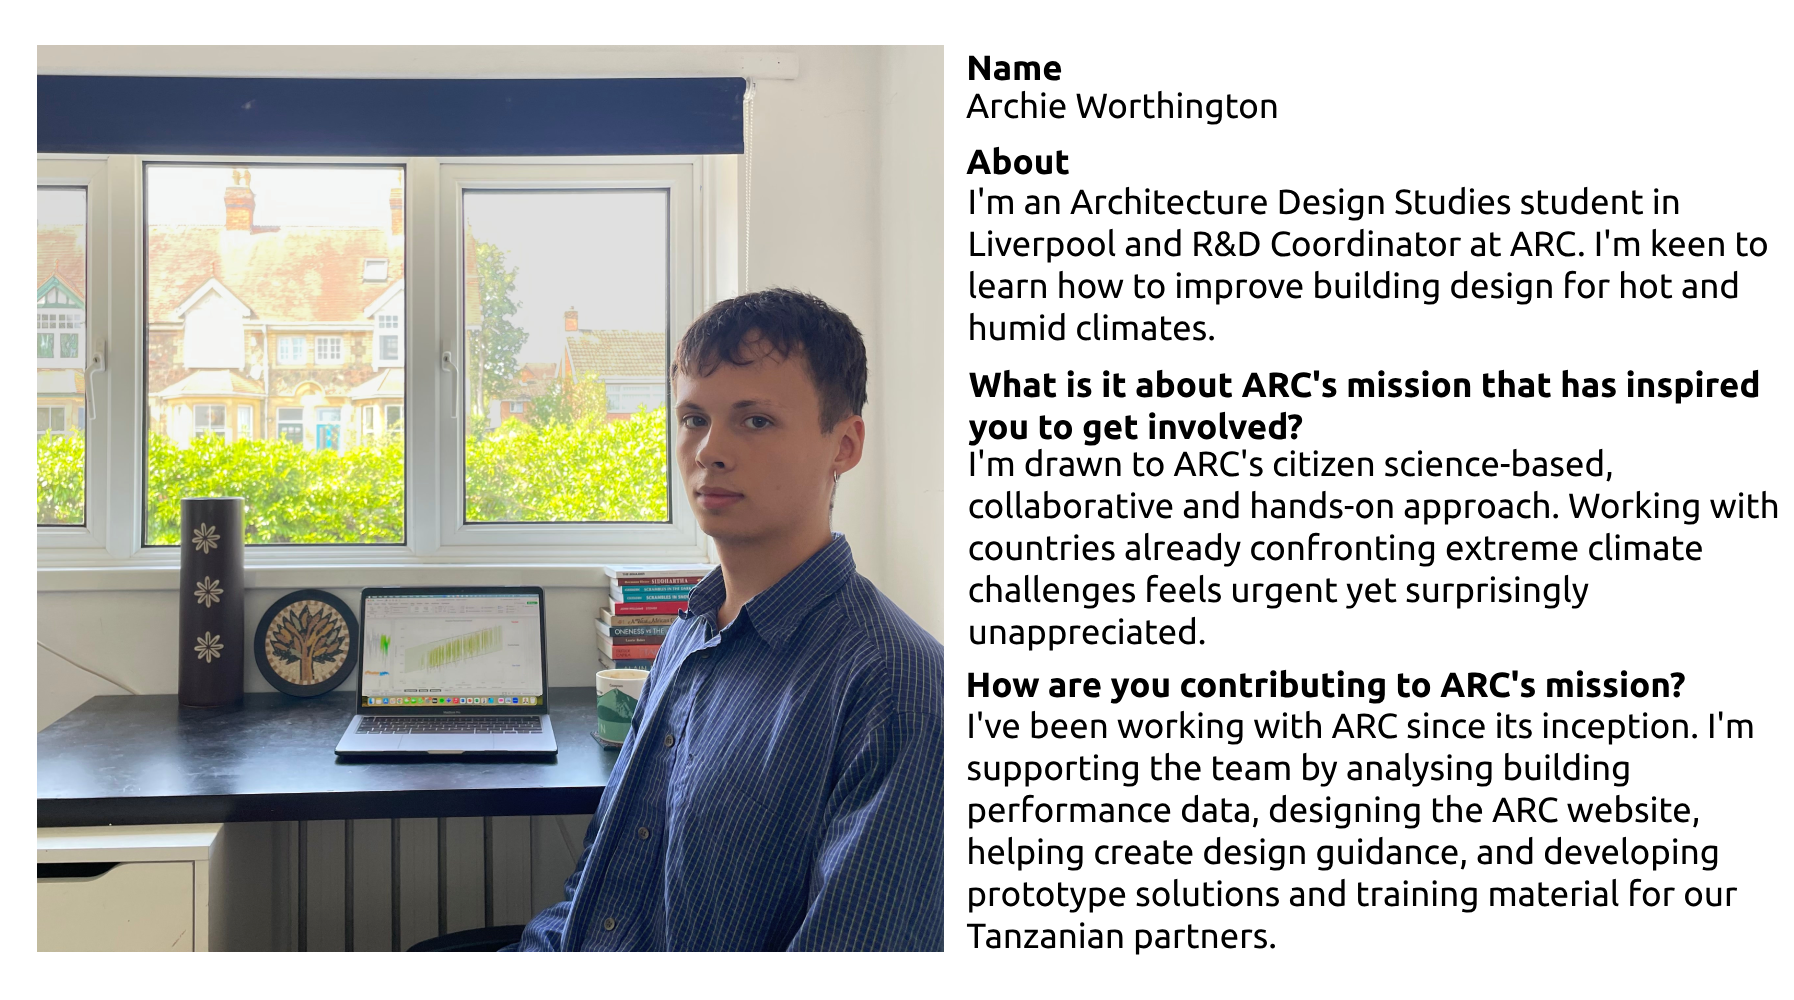 Name
Archie Worthington
About
I'm an Architecture Design Studies student in
Liverpool and R&D Coordinator at ARC. I'm keen to
learn how to improve building design for hot and
humid climates.
What is it about ARC's mission that has inspired
you to get involved?
I'm drawn to ARC's citizen science-based,
collaborative and hands-on approach. Working with
countries already confronting extreme climate
challenges feels urgent yet surprisingly
unappreciated.
How are you contributing to ARC's mission?
I've been working with ARC since its inception. I'm
supporting the team by analysing building
performance data, designing the ARC website,
helping create design guidance, and developing
prototype solutions and training material for our
Tanzanian partners.
SIDDHARTHA
ONENESS vs THE